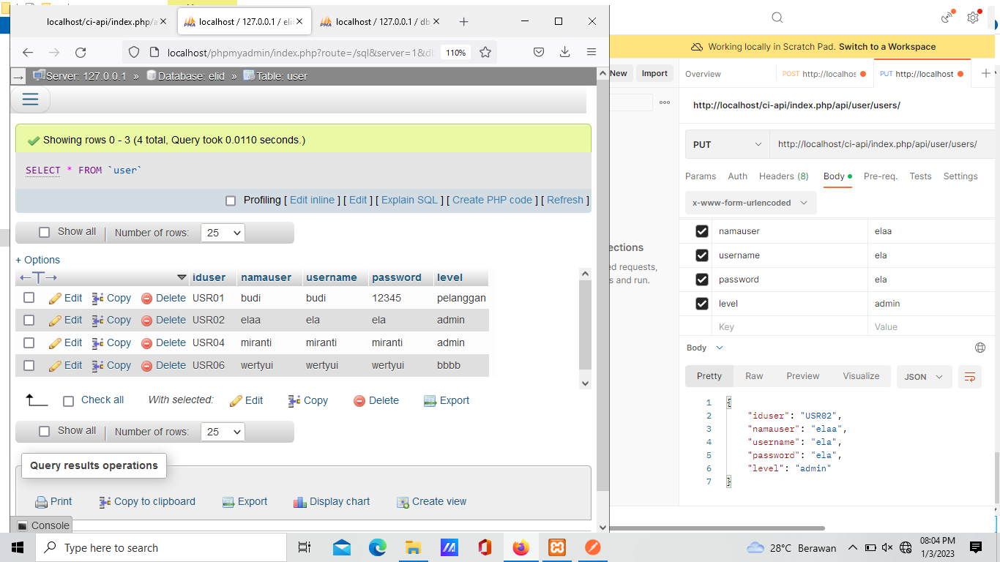 localhost/ci-api/index.php/a
localhost / 127.0.0.1 / elid
localhost / 127.0.0.1 / db
localhost/phpmyadmin/index.php?route=/sql&server=1&db
110%
Server: 127.0.0.1 » Database: elid » Table: user
Showing rows 0 - 3 (4 total, Query took 0.0110 seconds.)
SELECT * FROM `user`
Profiling [ Edit inline ] [ Edit ] [ Explain SQL ] [ Create PHP code ] [ Refresh ]
Show all Number of rows: 25
+ Options
←T→ iduser namauser username password level
Edit Copy Delete USR01 budi budi 12345 pelanggan
Edit Copy Delete USR02 elaa ela ela admin
Edit Copy Delete USR04 miranti miranti miranti admin
Edit Copy Delete USR06 wertyui wertyui wertyui bbbb
Check all With selected: Edit Copy Delete Export
Show all Number of rows: 25
Query results operations
Print Copy to clipboard Export Display chart Create view
Console
Working locally in Scratch Pad. Switch to a Workspace
New Import
Overview POST http://localhos PUT http://localhost
http://localhost/ci-api/index.php/api/user/users/
PUT http://localhost/ci-api/index.php/api/user/users/
Params Auth Headers (8) Body Pre-req. Tests Settings
x-www-form-urlencoded
namauser elaa
username ela
password ela
level admin
Key Value
ections
ed requests,
s and run.
Body
Pretty Raw Preview Visualize JSON
1 {
2 "iduser": "USR02",
3 "namauser": "elaa",
4 "username": "ela",
5 "password": "ela",
6 "level": "admin"
7 }
Type here to search
28°C Berawan
08:04 PM
1/3/2023